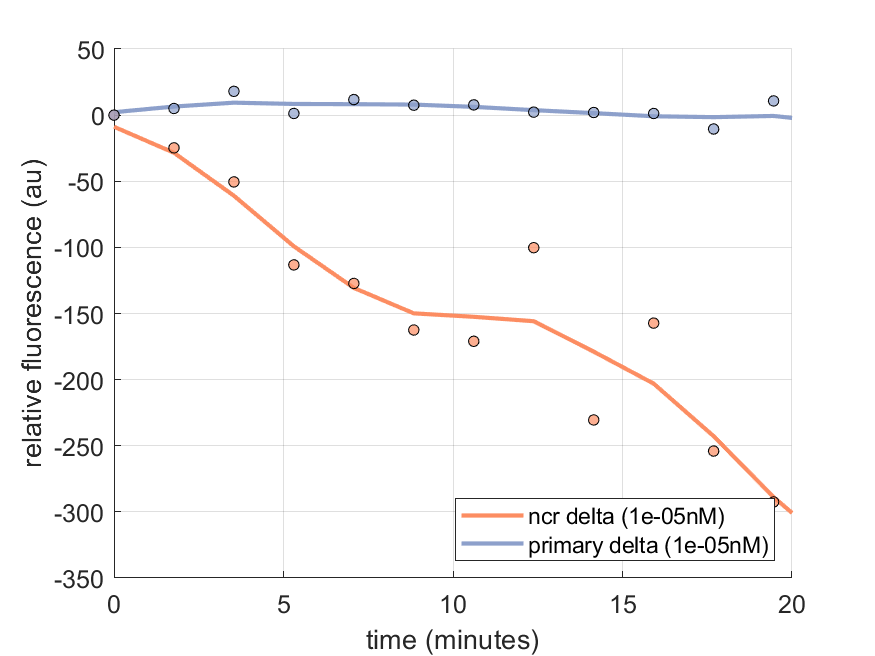 50
0
-50
-100
-150
-200
-250
-300
-350
relative fluorescence (au)
ncr delta (1e-05nM)
primary delta (1e-05nM)
0 5 10 15 20
time (minutes)